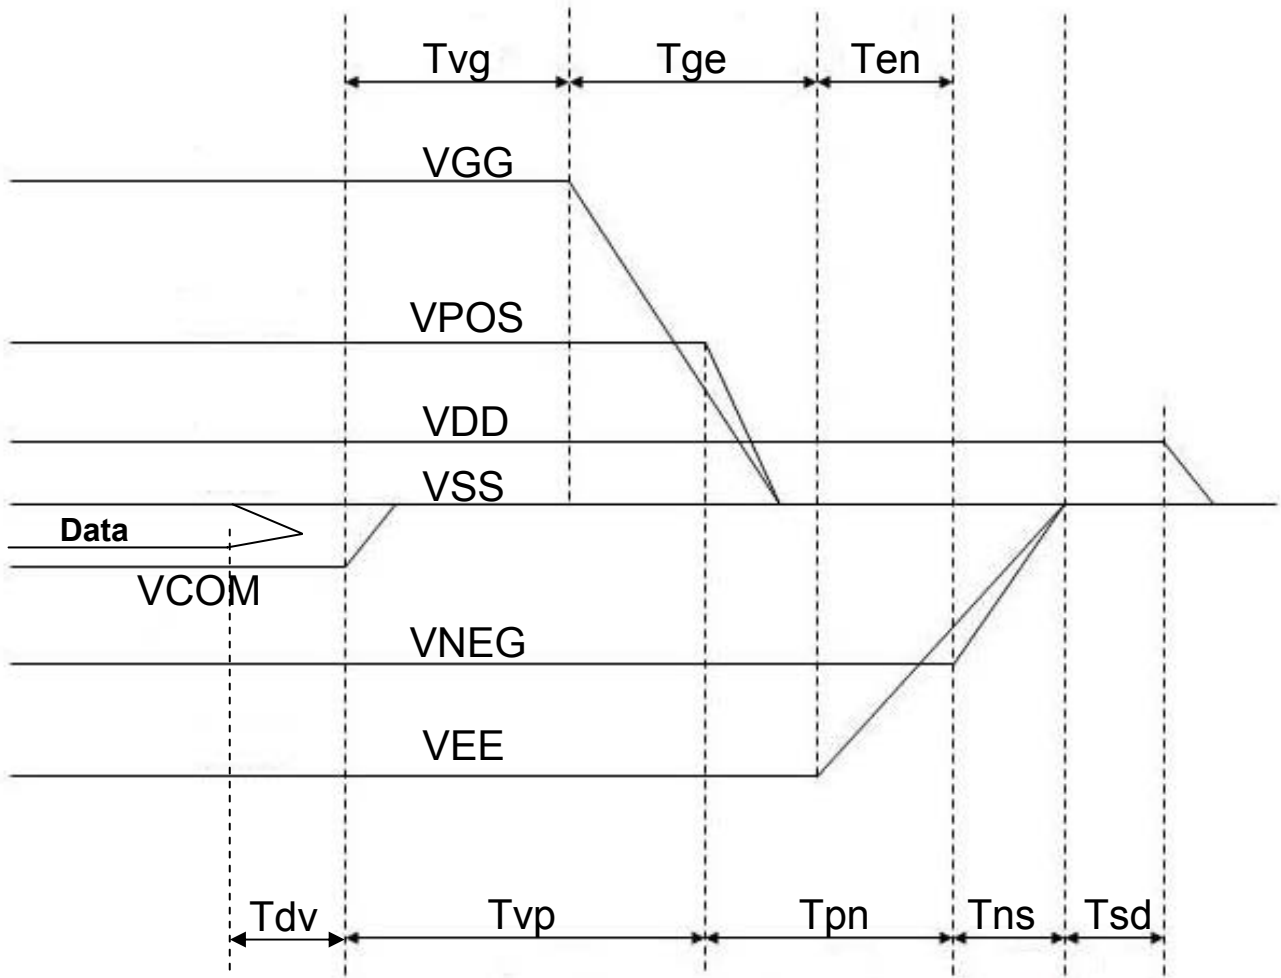 Tvg Tge Ten
VGG
VPOS
VDD
VSS
Data
VCOM
VNEG
VEE
Tdv Tvp Tpn Tns Tsd